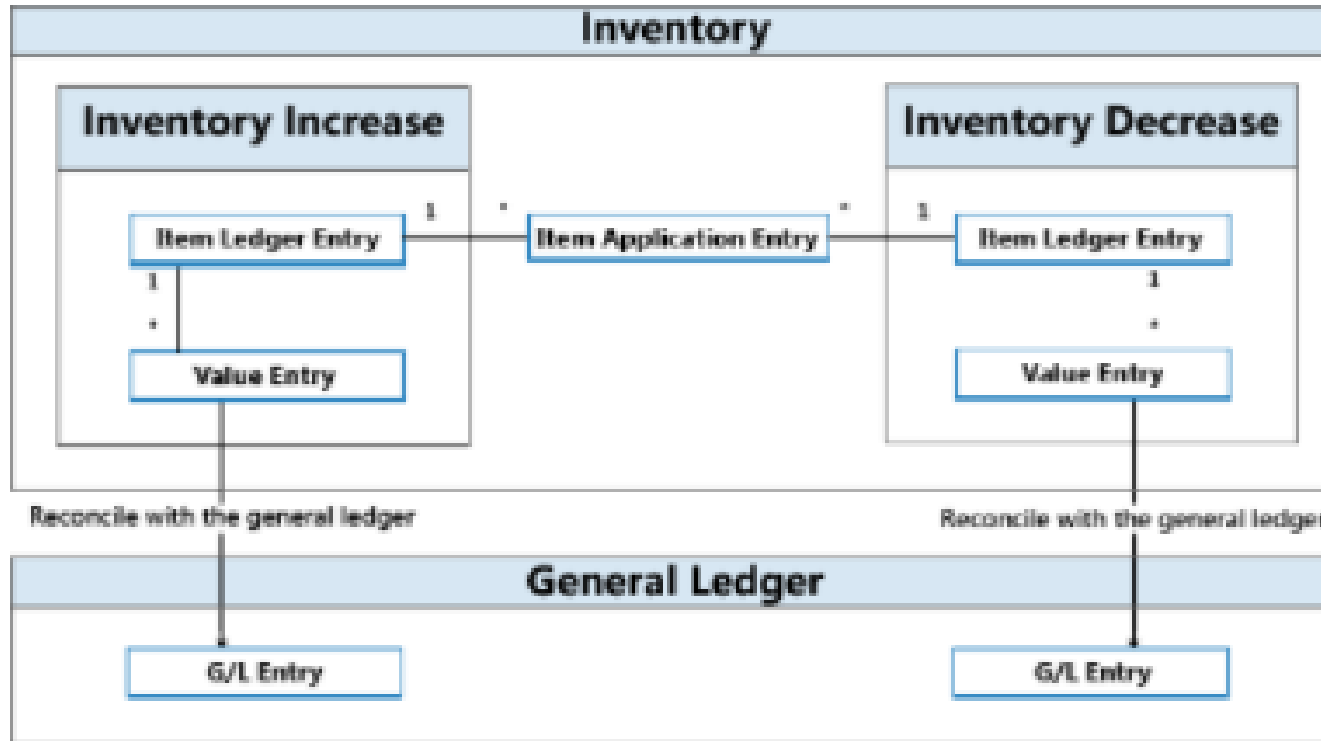 Inventory
Inventory Increase
Inventory Decrease
1
*
*
1
Item Ledger Entry
Item Application Entry
Item Ledger Entry
1
1
*
*
Value Entry
Value Entry
Reconcile with the general ledger
Reconcile with the general ledger
General Ledger
G/L Entry
G/L Entry